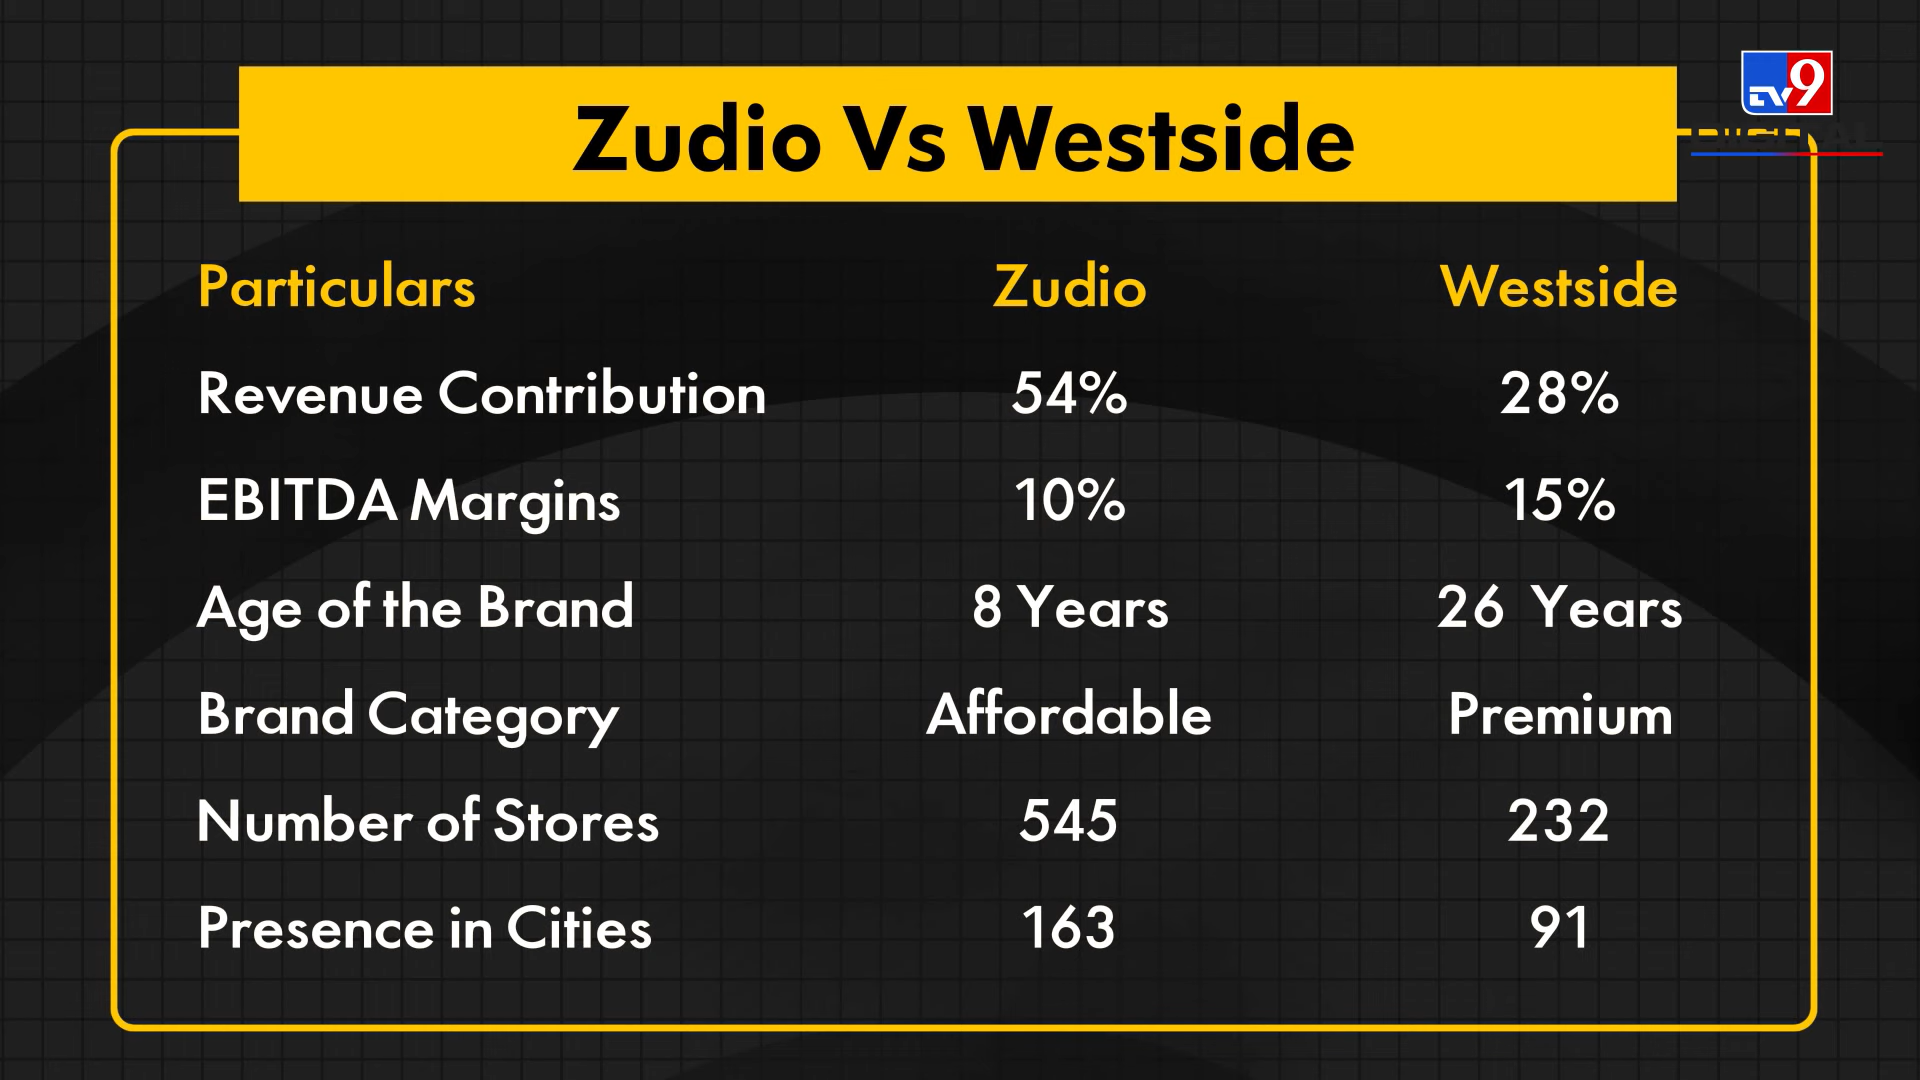 TV9
DIGITAL
Zudio Vs Westside
Particulars Zudio Westside
Revenue Contribution 54% 28%
EBITDA Margins 10% 15%
Age of the Brand 8 Years 26 Years
Brand Category Affordable Premium
Number of Stores 545 232
Presence in Cities 163 91